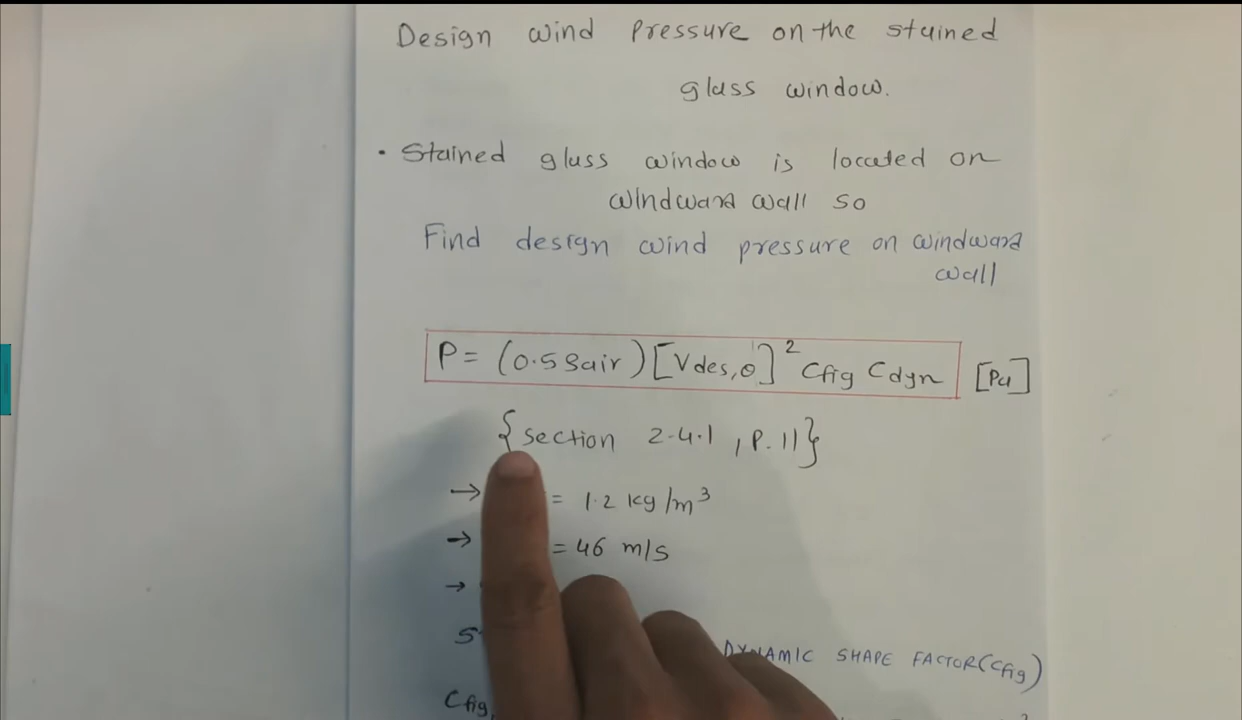 Design wind pressure on the stained
glass window.
• Stained glass window is located on
windward wall so
Find design wind pressure on windward
wall
P = (0.5 ρair) [Vdes,θ]² Cfig Cdyn [Pa]
{section 2.4.1, P.11}
→ = 1.2 kg/m³
→ = 46 m/s
→
DYNAMIC SHAPE FACTOR (Cfig)
Cfig,